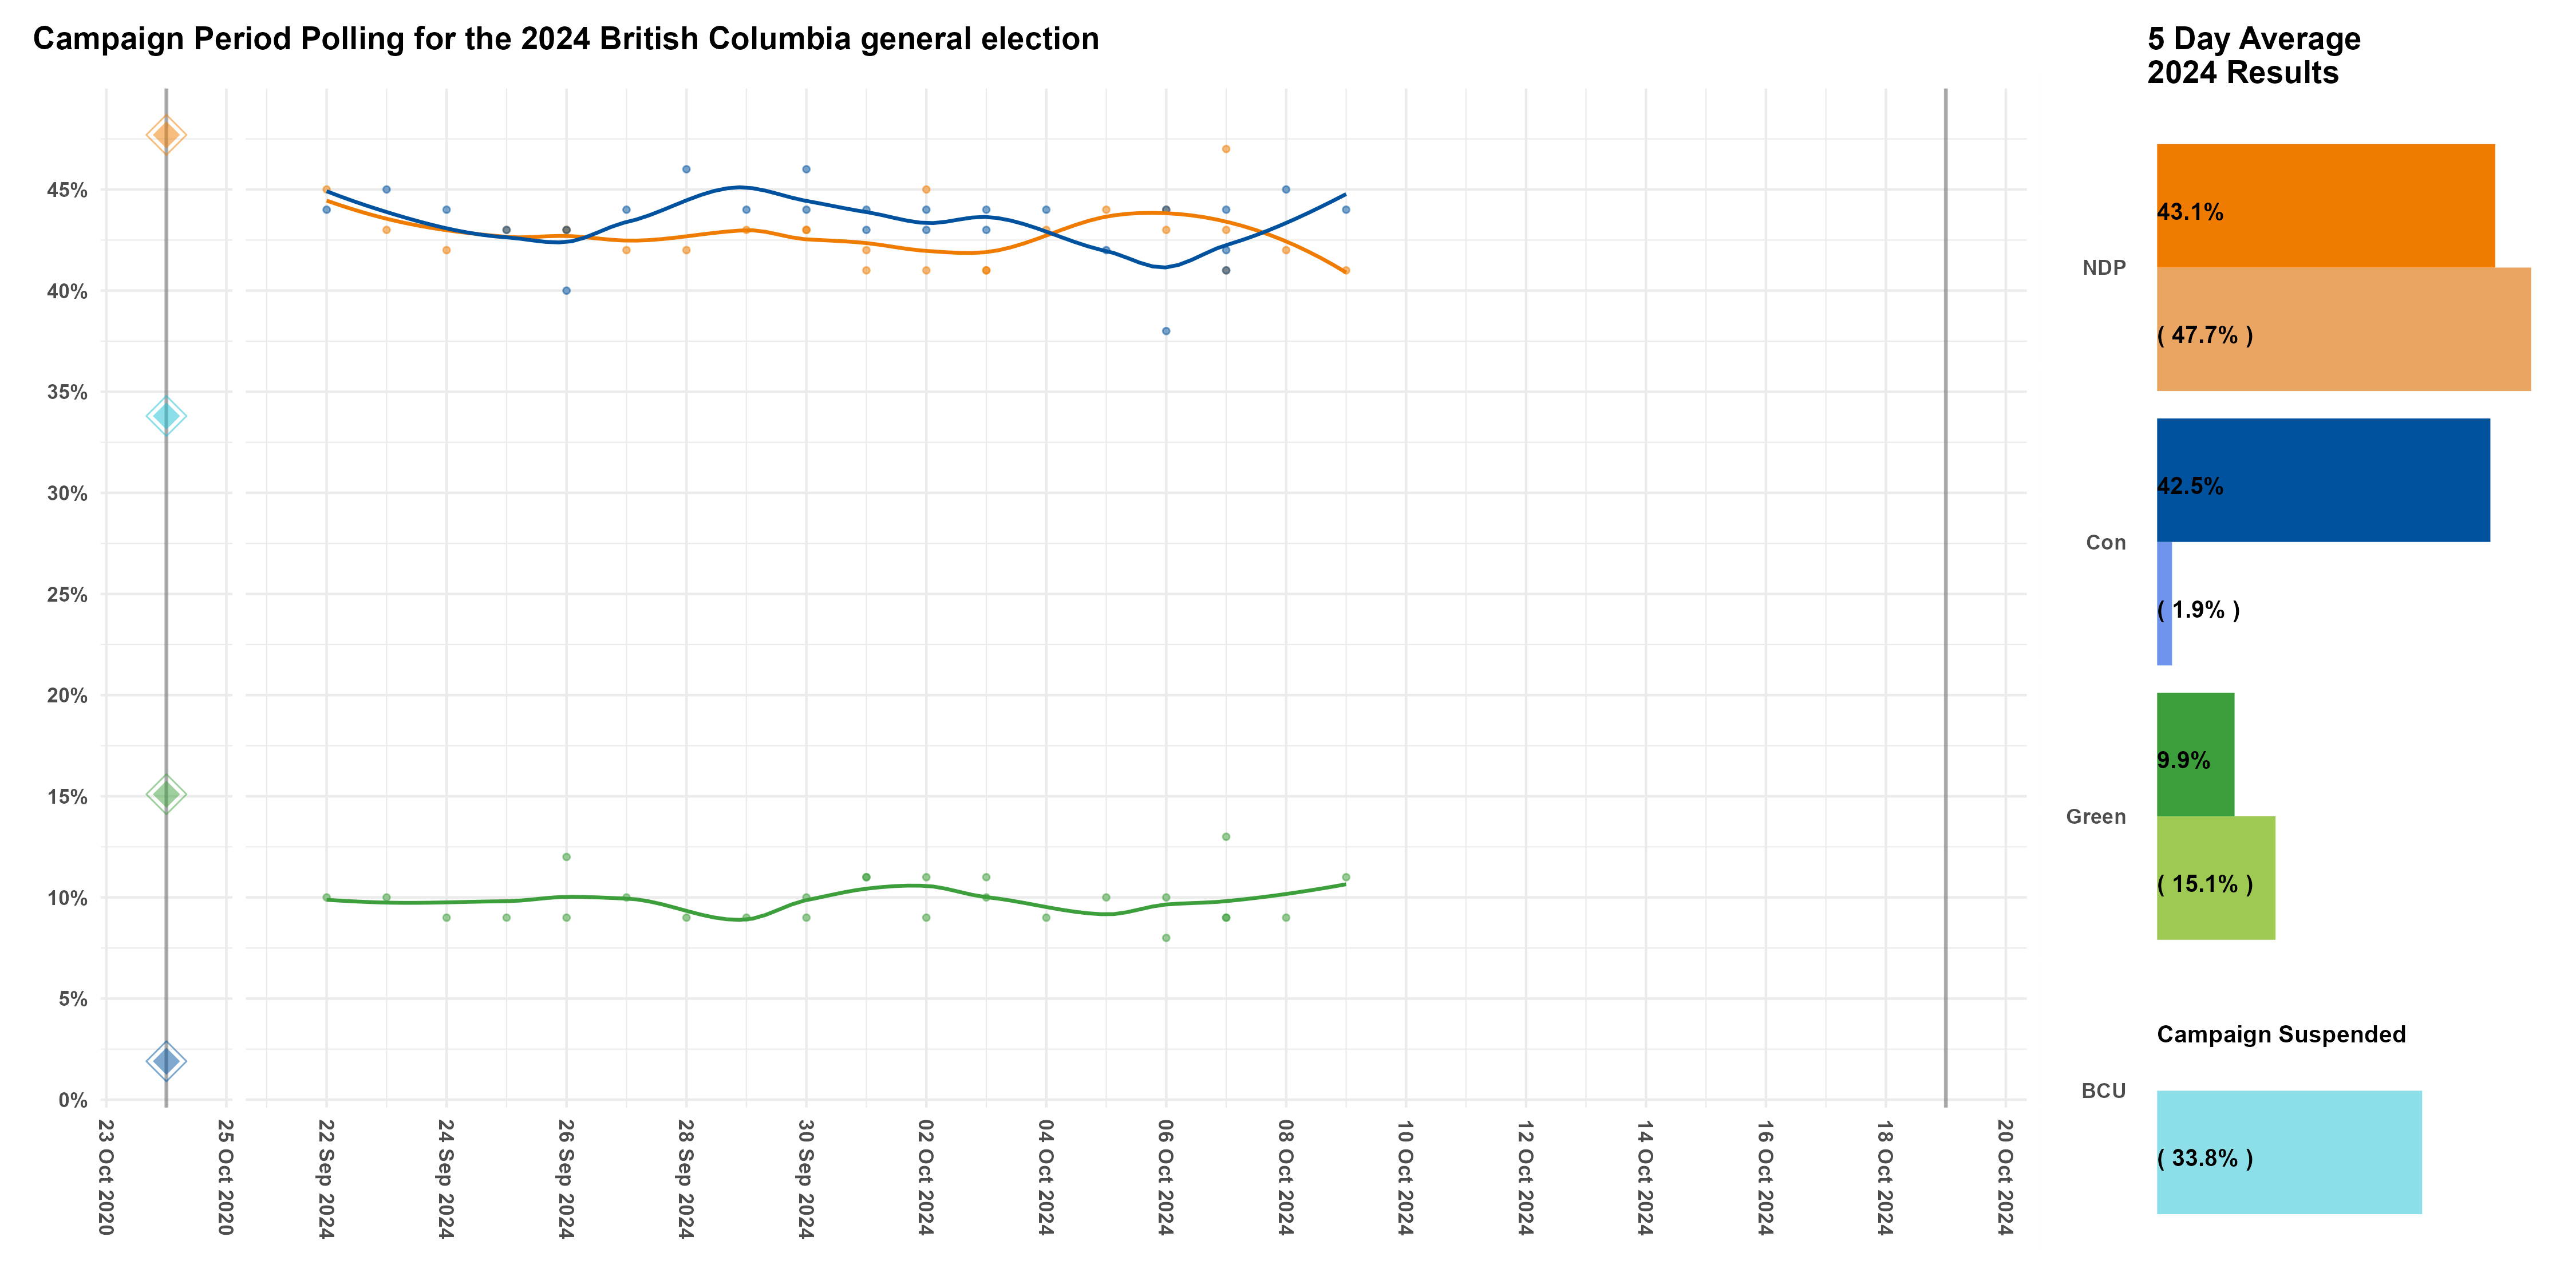 Campaign Period Polling for the 2024 British Columbia general election
5 Day Average
2024 Results
45%
40%
35%
30%
25%
20%
15%
10%
5%
0%
23 Oct 2020
25 Oct 2020
22 Sep 2024
24 Sep 2024
26 Sep 2024
28 Sep 2024
30 Sep 2024
02 Oct 2024
04 Oct 2024
06 Oct 2024
08 Oct 2024
10 Oct 2024
12 Oct 2024
14 Oct 2024
16 Oct 2024
18 Oct 2024
20 Oct 2024
NDP
43.1%
( 47.7% )
Con
42.5%
( 1.9% )
Green
9.9%
( 15.1% )
BCU
Campaign Suspended
( 33.8% )